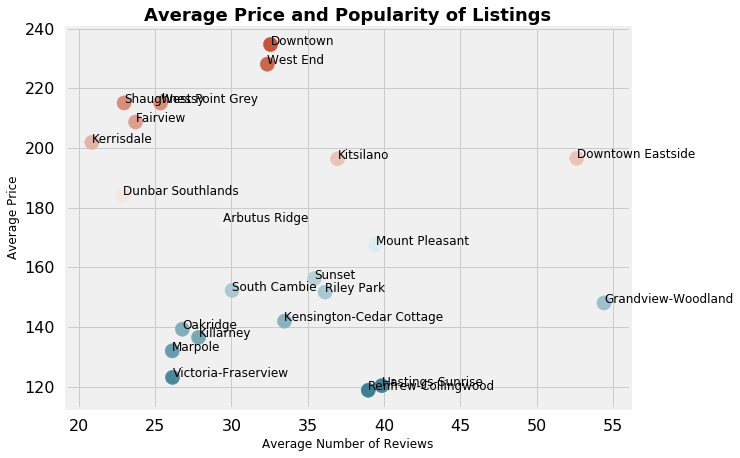 Average Price and Popularity of Listings
240
Downtown
West End
220
Shaughnessy
West Point Grey
Fairview
Kerrisdale
200
Kitsilano
Downtown Eastside
Dunbar Southlands
180
Arbutus Ridge
Mount Pleasant
160
Sunset
South Cambie
Riley Park
Grandview-Woodland
Kensington-Cedar Cottage
140
Oakridge
Killarney
Marpole
Victoria-Fraserview
120
Hastings-Sunrise
Renfrew-Collingwood
Average Price
20 25 30 35 40 45 50 55
Average Number of Reviews